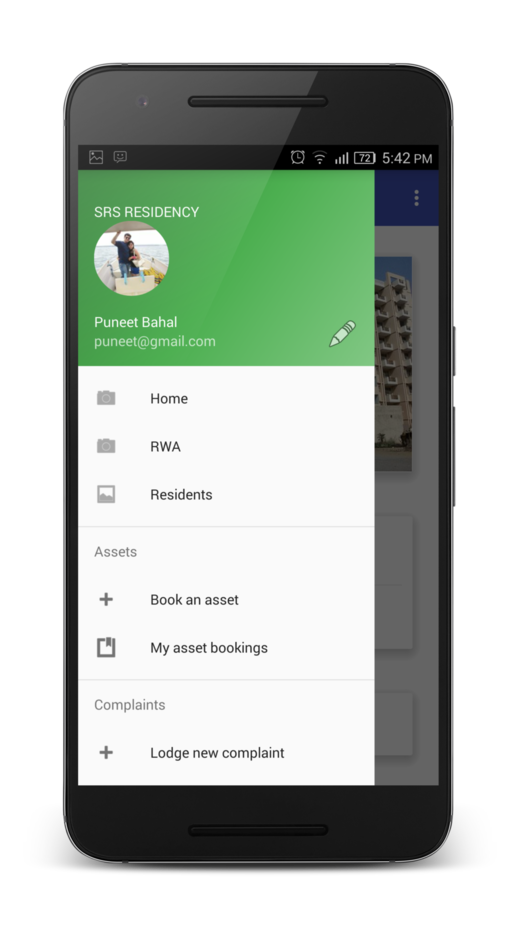 72 5:42 PM
SRS RESIDENCY
Puneet Bahal
puneet@gmail.com
Home
RWA
Residents
Assets
Book an asset
My asset bookings
Complaints
Lodge new complaint